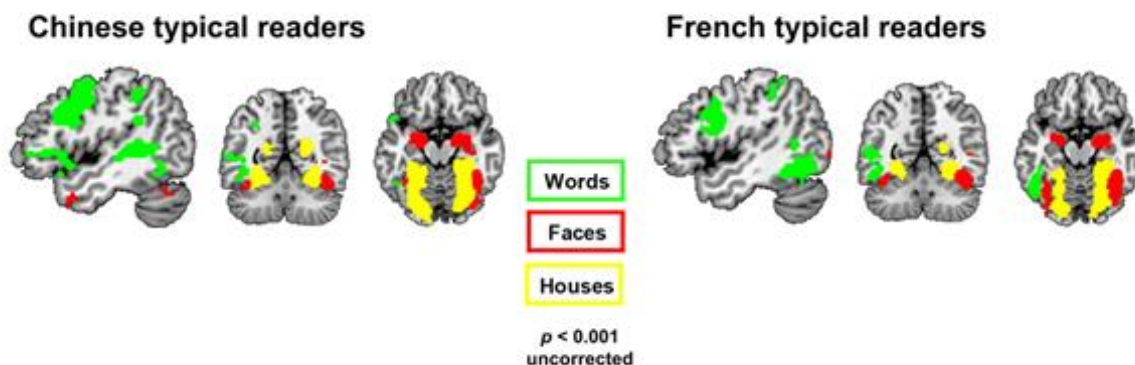 Chinese typical readers
French typical readers
Words
Faces
Houses
p < 0.001
uncorrected